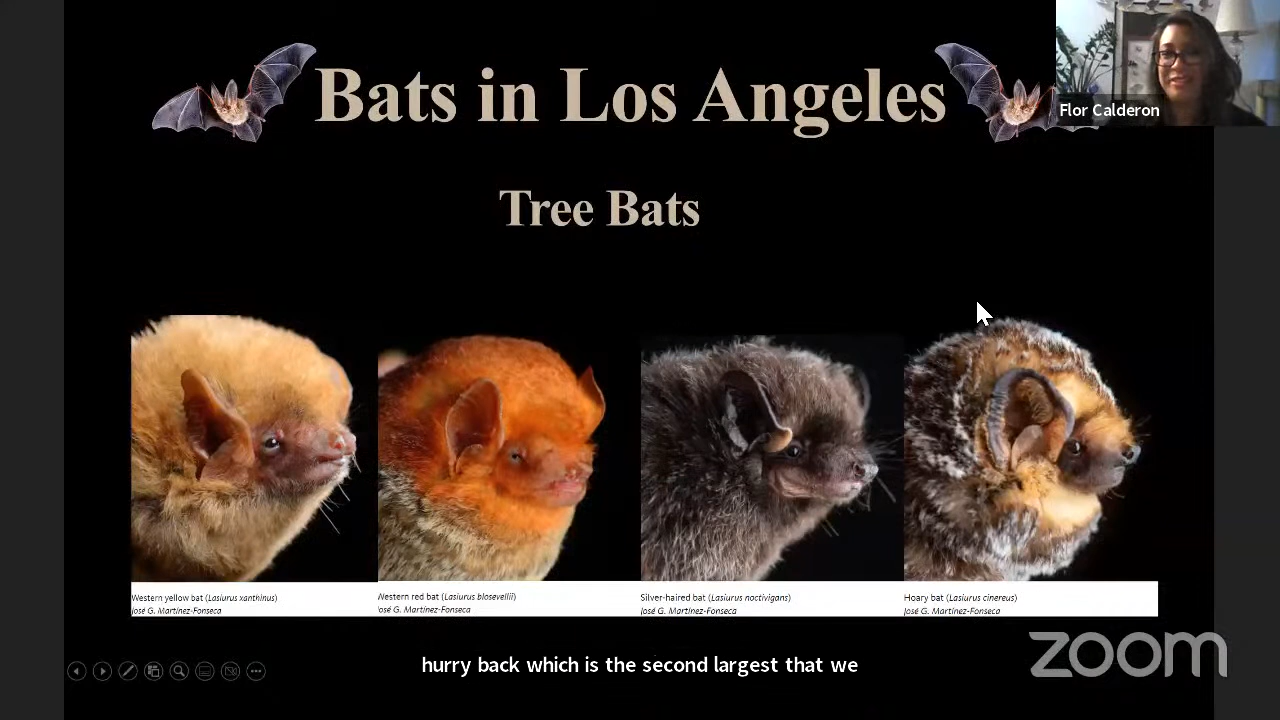 Bats in Los Angeles
Flor Calderon
Tree Bats
Western yellow bat (Lasiurus xanthinus)
José G. Martínez-Fonseca
Western red bat (Lasiurus blosevellii)
José G. Martínez-Fonseca
Silver-haired bat (Lasiurus noctivigans)
José G. Martínez-Fonseca
Hoary bat (Lasiurus cinereus)
José G. Martínez-Fonseca
hurry back which is the second largest that we
zoom